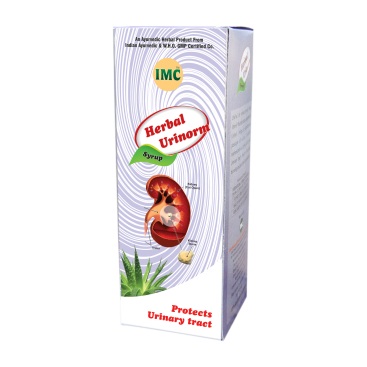 An Ayurvedic Herbal Product From
Indian Ayurvedic & W.H.O. GMP Certified Co.
IMC
Herbal
Urinorm
Syrup
Protects
Urinary tract